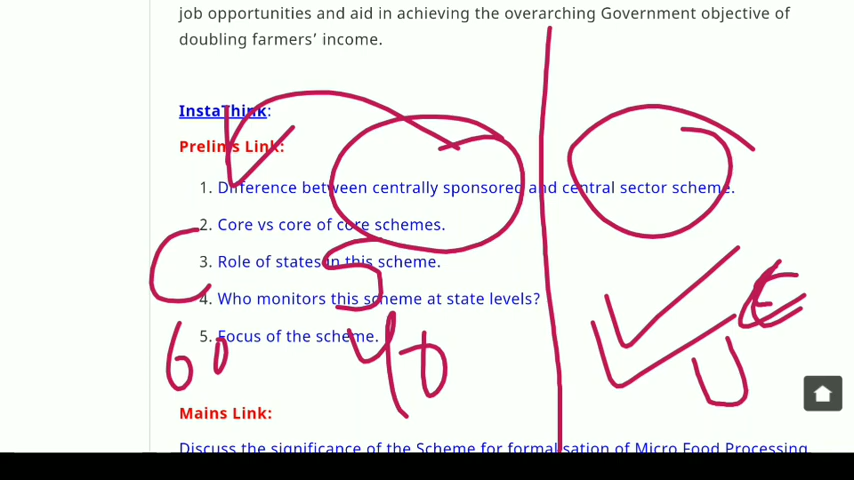 job opportunities and aid in achieving the overarching Government objective of
doubling farmers’ income.
InstaThink:
Prelims Link:
1. Difference between centrally sponsored and central sector scheme.
2. Core vs core of core schemes.
3. Role of states in this scheme.
4. Who monitors this scheme at state levels?
5. Focus of the scheme.
C S
60 40
Mains Link:
Discuss the significance of the Scheme for formalisation of Micro Food Processing